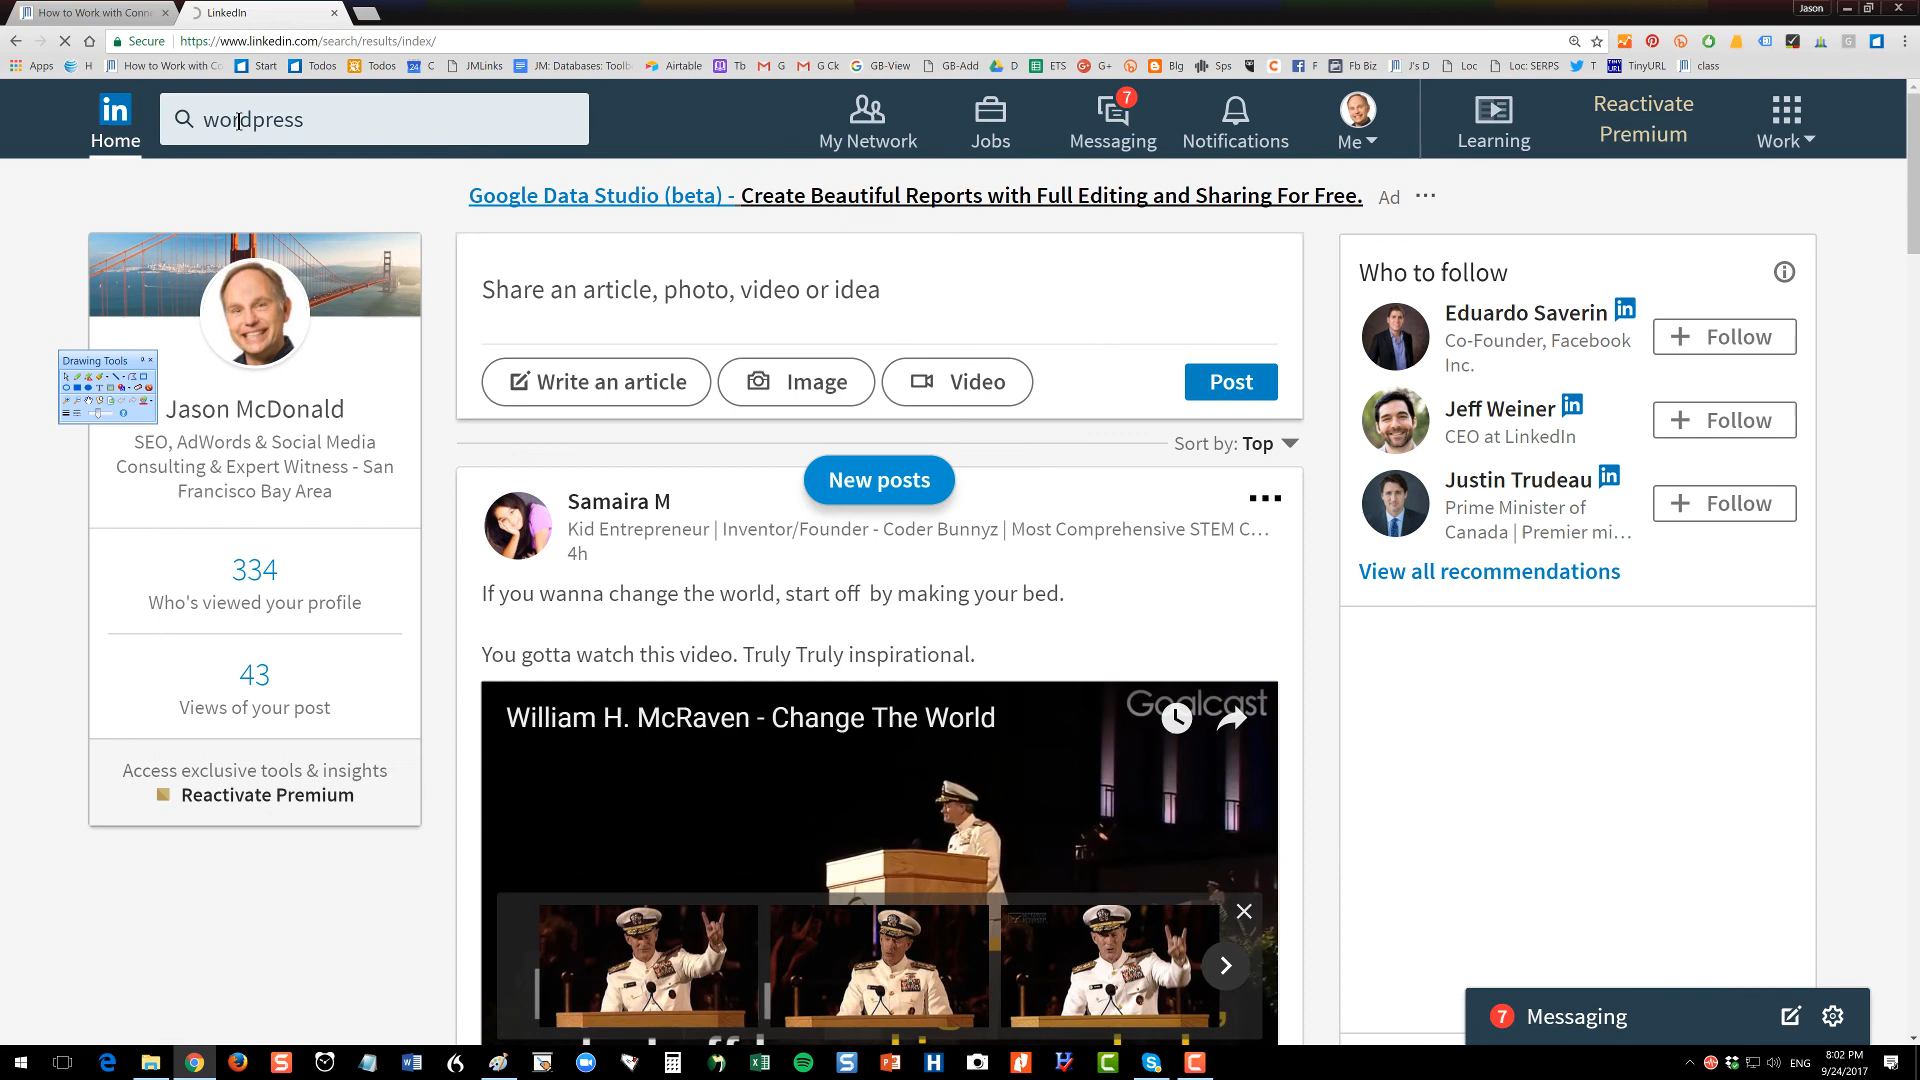 How to Work with Conne
LinkedIn
Jason
Secure
https://www.linkedin.com/search/results/index/
Apps
H
How to Work with Co
Start
Todos
Todos
C
JMLinks
JM: Databases: Toolb
Airtable
Tb
G
G Ck
GB-View
GB-Add
D
ETS
G+
Blg
Sps
C
F
Fb Biz
J's D
Loc
Loc: SERPS
T
TinyURL
class
in
Home
wordpress
My Network
Jobs
7
Messaging
Notifications
Me
Learning
Reactivate
Premium
Work
Google Data Studio (beta) - Create Beautiful Reports with Full Editing and Sharing For Free.
Ad
Drawing Tools
Jason McDonald
SEO, AdWords & Social Media
Consulting & Expert Witness - San
Francisco Bay Area
334
Who's viewed your profile
43
Views of your post
Access exclusive tools & insights
Reactivate Premium
Share an article, photo, video or idea
Write an article
Image
Video
Post
Sort by: Top
New posts
Samaira M
Kid Entrepreneur | Inventor/Founder - Coder Bunnyz | Most Comprehensive STEM C...
4h
If you wanna change the world, start off by making your bed.
You gotta watch this video. Truly Truly inspirational.
William H. McRaven - Change The World
Goalcast
Who to follow
Eduardo Saverin in
Co-Founder, Facebook
Inc.
Follow
Jeff Weiner in
CEO at LinkedIn
Follow
Justin Trudeau in
Prime Minister of
Canada | Premier mi...
Follow
View all recommendations
7 Messaging
ENG
8:02 PM
9/24/2017